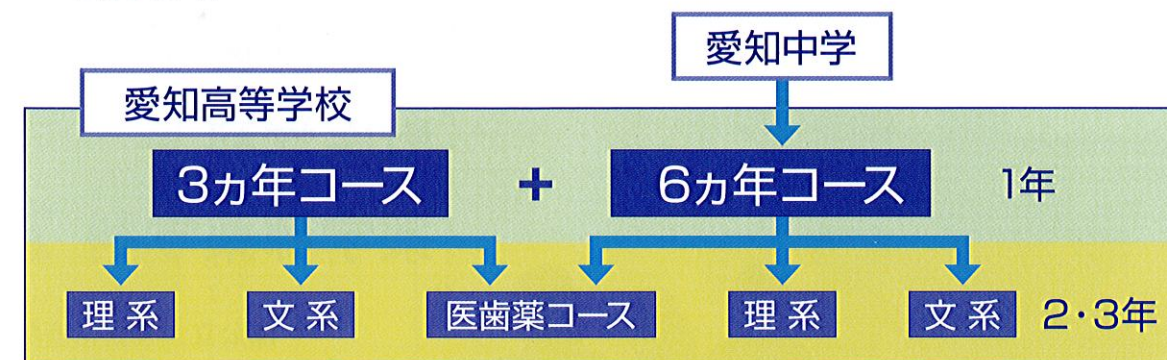 愛知中学
愛知高等学校
3ヵ年コース + 6ヵ年コース 1年
理系 文系 医歯薬コース 理系 文系 2・3年